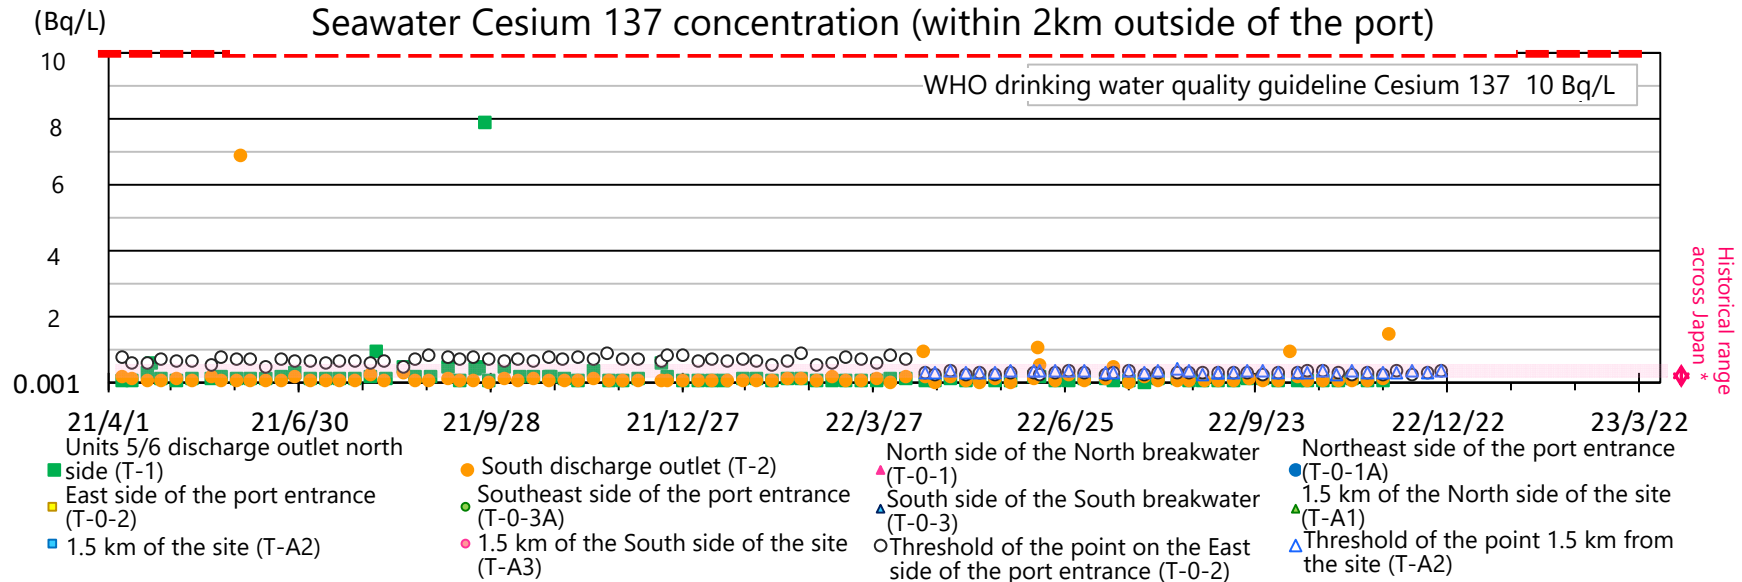 Seawater Cesium 137 concentration (within 2km outside of the port)
(Bq/L)
10
8
6
4
2
0.001
WHO drinking water quality guideline Cesium 137  10 Bq/L
Historical range
across Japan *
21/4/1
21/6/30
21/9/28
21/12/27
22/3/27
22/6/25
22/9/23
22/12/22
23/3/22
Units 5/6 discharge outlet north
side (T-1)
South discharge outlet (T-2)
North side of the North breakwater
(T-0-1)
Northeast side of the port entrance
(T-0-1A)
East side of the port entrance
(T-0-2)
Southeast side of the port entrance
(T-0-3A)
South side of the South breakwater
(T-0-3)
1.5 km of the North side of the site
(T-A1)
1.5 km of the site (T-A2)
1.5 km of the South side of the site
(T-A3)
Threshold of the point on the East
side of the port entrance (T-0-2)
Threshold of the point 1.5 km from
the site (T-A2)